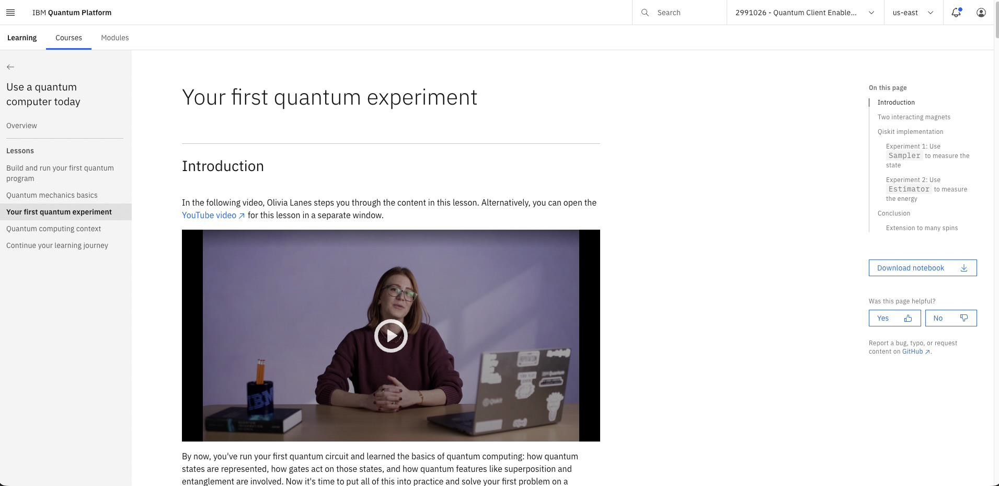 IBM Quantum Platform
Search
2991026 - Quantum Client Enable...
us-east
Learning
Courses
Modules
Use a quantum
computer today
Overview
Lessons
Build and run your first quantum
program
Quantum mechanics basics
Your first quantum experiment
Quantum computing context
Continue your learning journey
Your first quantum experiment
Introduction
In the following video, Olivia Lanes steps you through the content in this lesson. Alternatively, you can open the
YouTube video for this lesson in a separate window.
IBM
Qiskit
IBM Quantum
By now, you've run your first quantum circuit and learned the basics of quantum computing: how quantum
states are represented, how gates act on those states, and how quantum features like superposition and
entanglement are involved. Now it's time to put all of this into practice and solve your first problem on a
On this page
Introduction
Two interacting magnets
Qiskit implementation
Experiment 1: Use
Sampler to measure the
state
Experiment 2: Use
Estimator to measure
the energy
Conclusion
Extension to many spins
Download notebook
Was this page helpful?
Yes
No
Report a bug, typo, or request
content on GitHub.